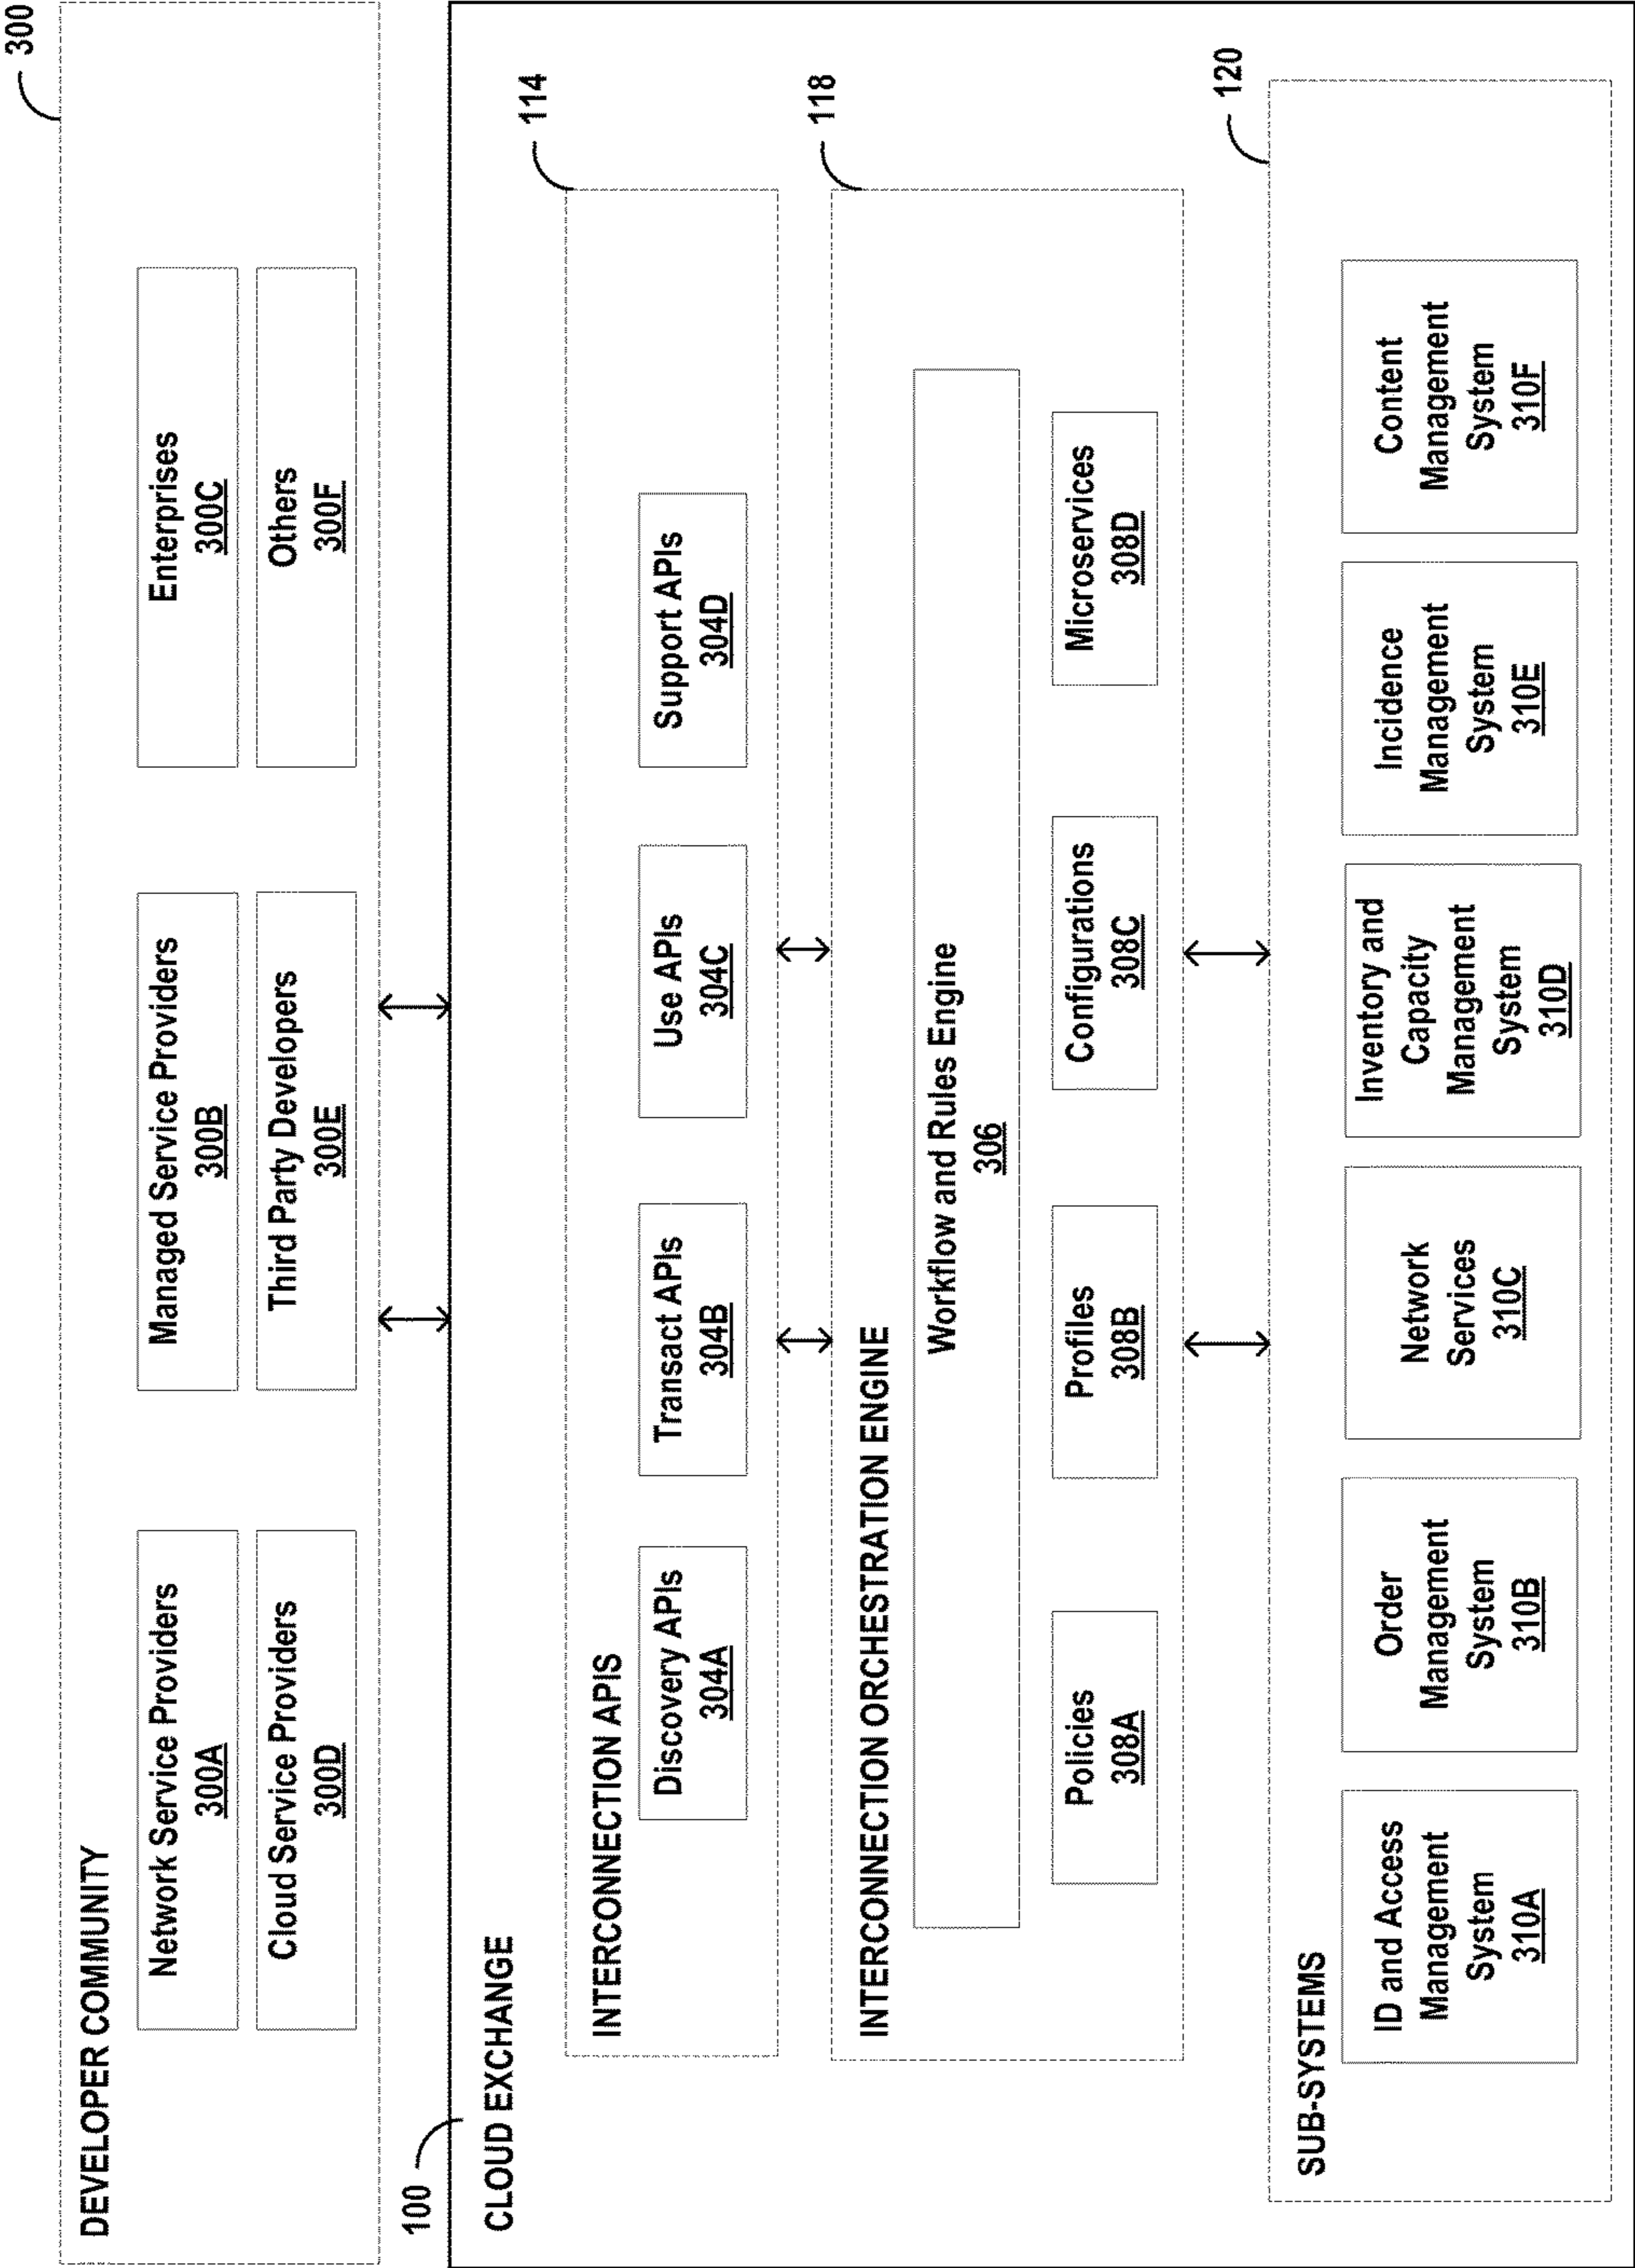 DEVELOPER COMMUNITY
300
Network Service Providers
300A
Managed Service Providers
300B
Enterprises
300C
Cloud Service Providers
300D
Third Party Developers
300E
Others
300F
100
CLOUD EXCHANGE
INTERCONNECTION APIS
114
Discovery APIs
304A
Transact APIs
304B
Use APIs
304C
Support APIs
304D
INTERCONNECTION ORCHESTRATION ENGINE
118
Workflow and Rules Engine
306
Policies
308A
Profiles
308B
Configurations
308C
Microservices
308D
SUB-SYSTEMS
120
ID and Access
Management
System
310A
Order
Management
System
310B
Network
Services
310C
Inventory and
Capacity
Management
System
310D
Incidence
Management
System
310E
Content
Management
System
310F